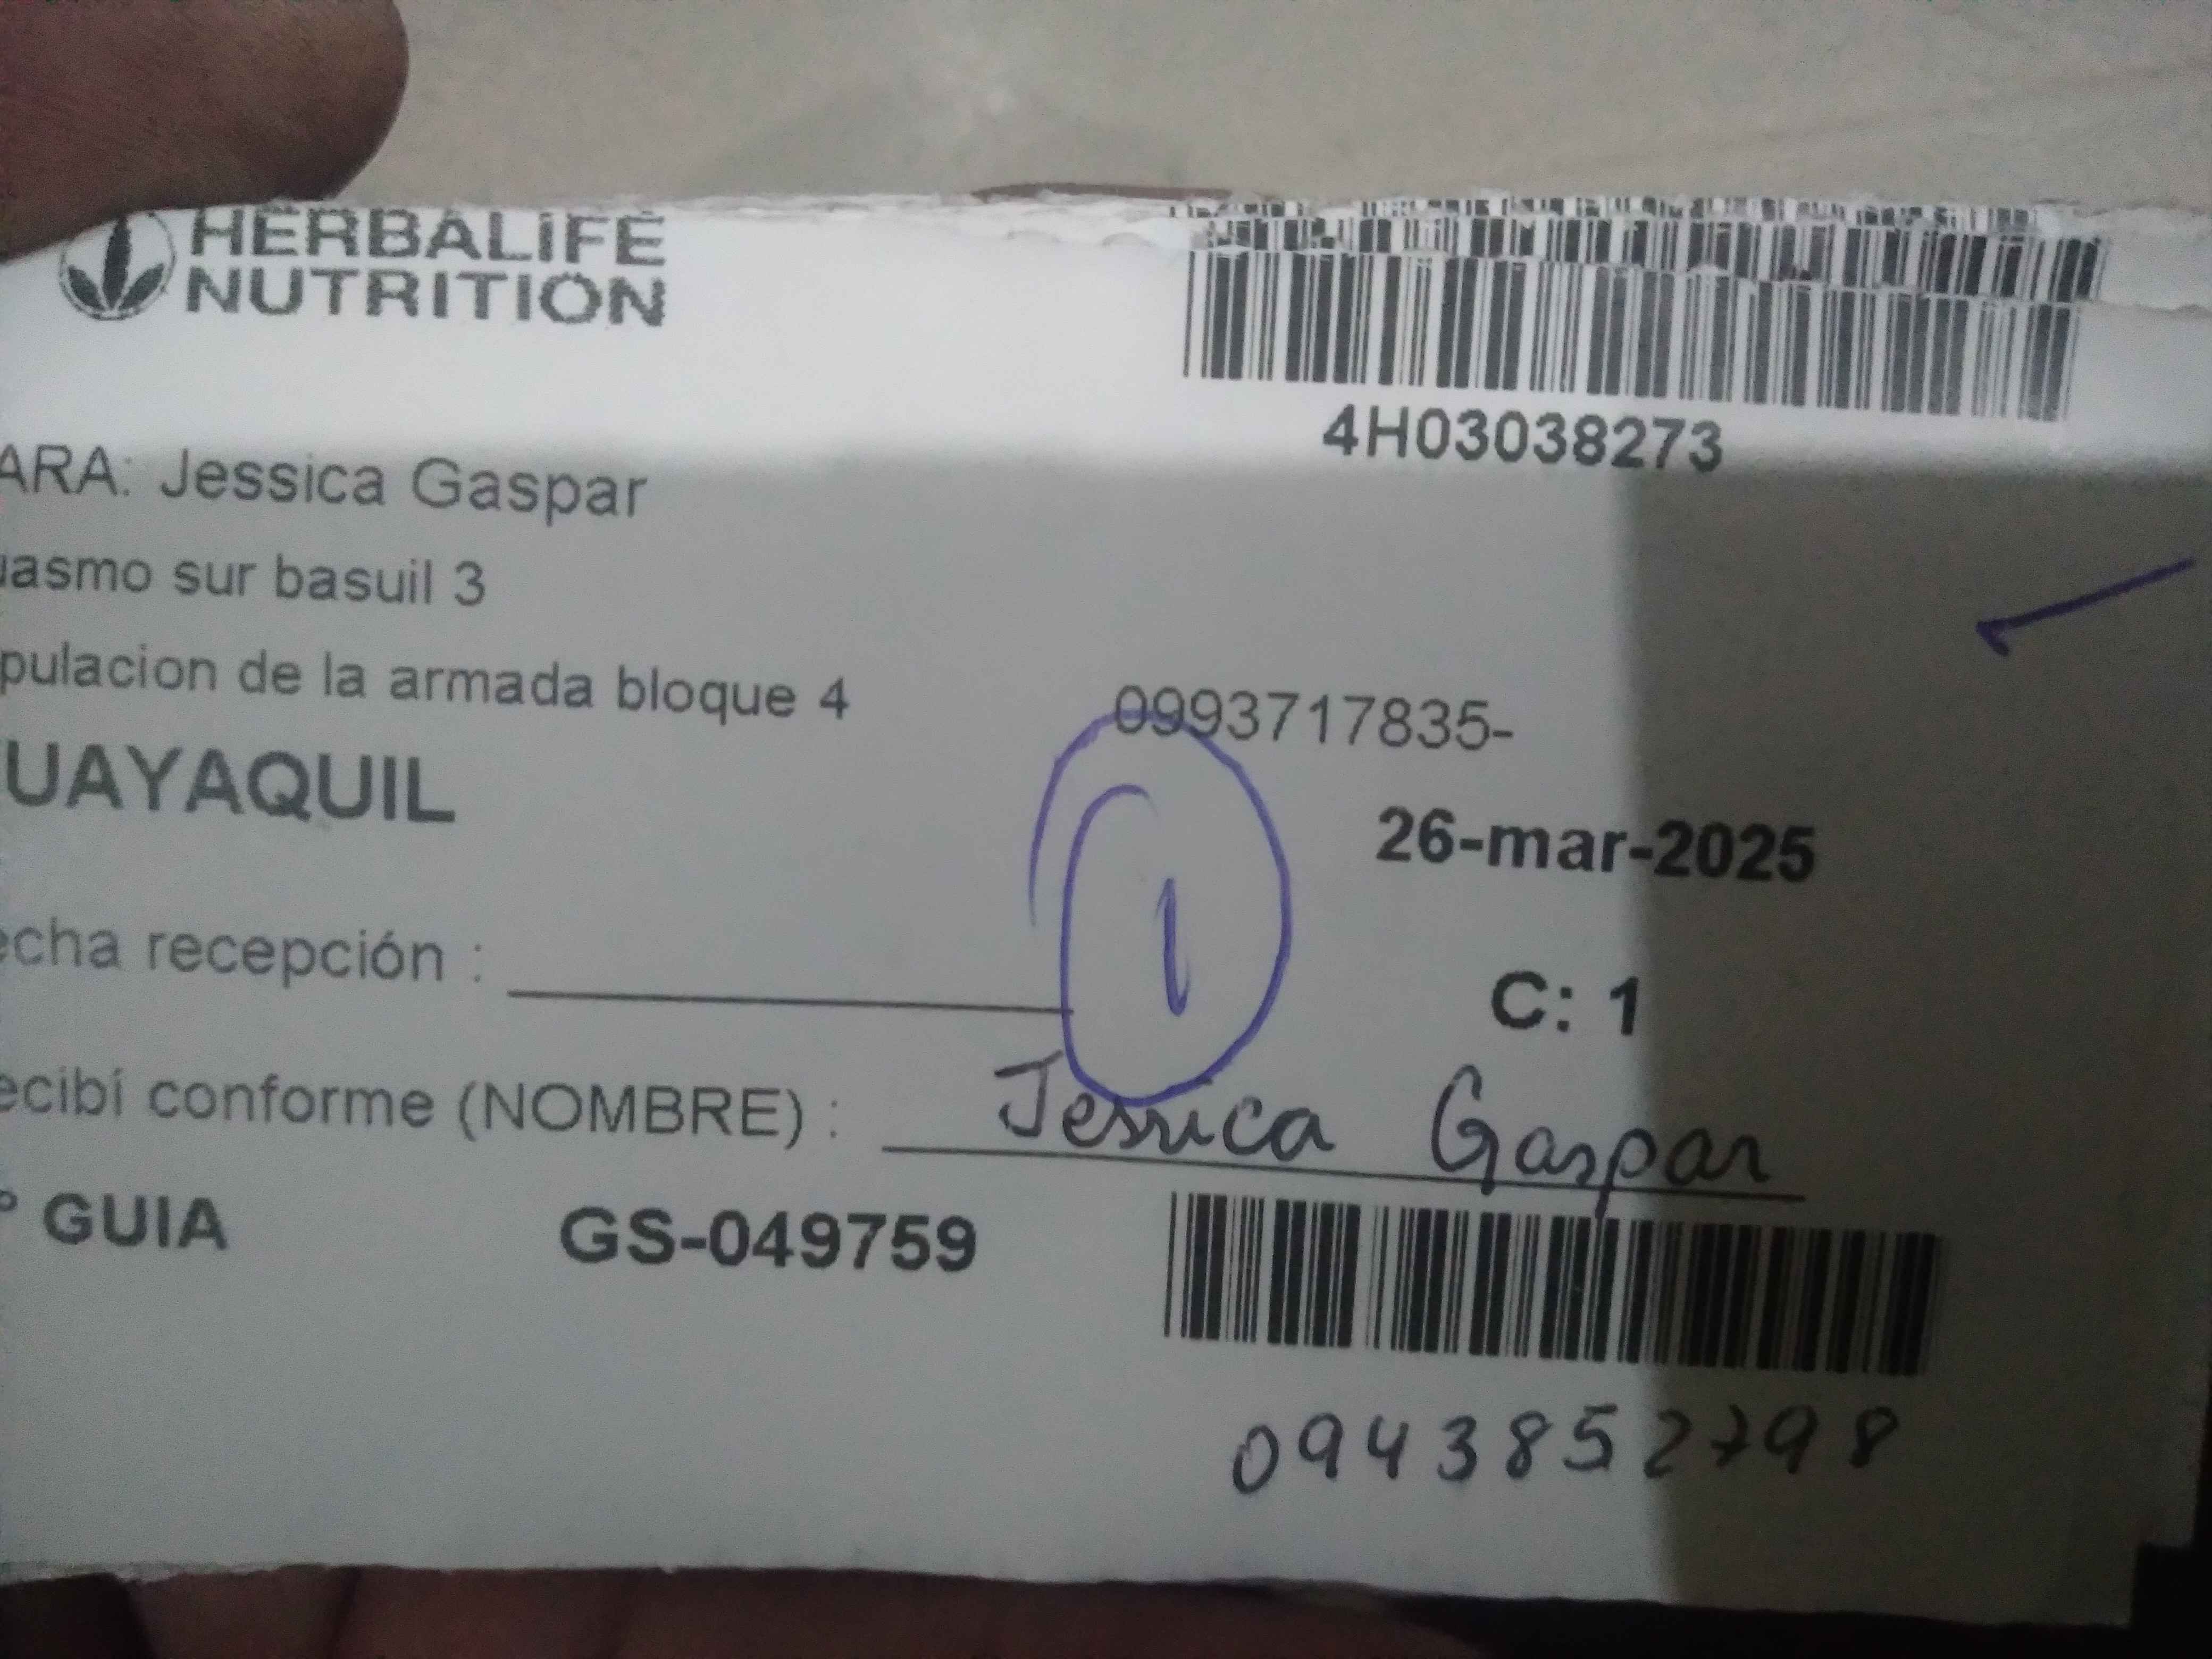 HERBALIFE
NUTRITION
4H03038273
ARA: Jessica Gaspar
uasmo sur basuil 3
pulacion de la armada bloque 4 0993717835-
UAYAQUIL
26-mar-2025
echa recepción :
1
C: 1
ecibí conforme (NOMBRE) : Jessica Gaspar
° GUIA GS-049759
0943852798